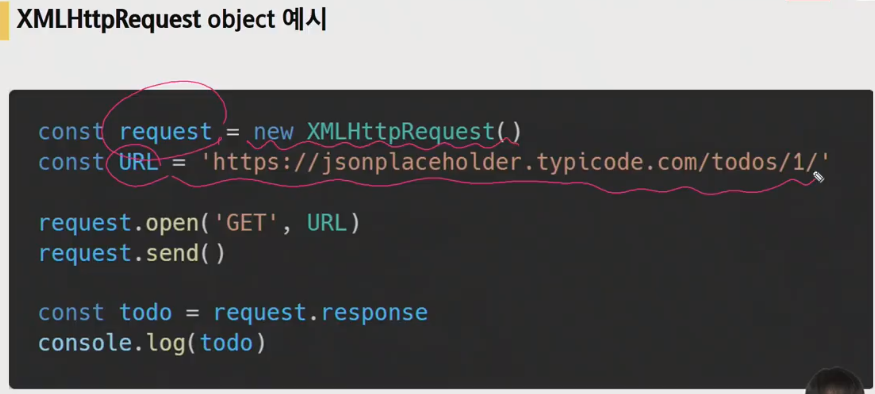 XMLHttpRequest object 예시
const request = new XMLHttpRequest()
const URL = 'https://jsonplaceholder.typicode.com/todos/1/'
request.open('GET', URL)
request.send()
const todo = request.response
console.log(todo)